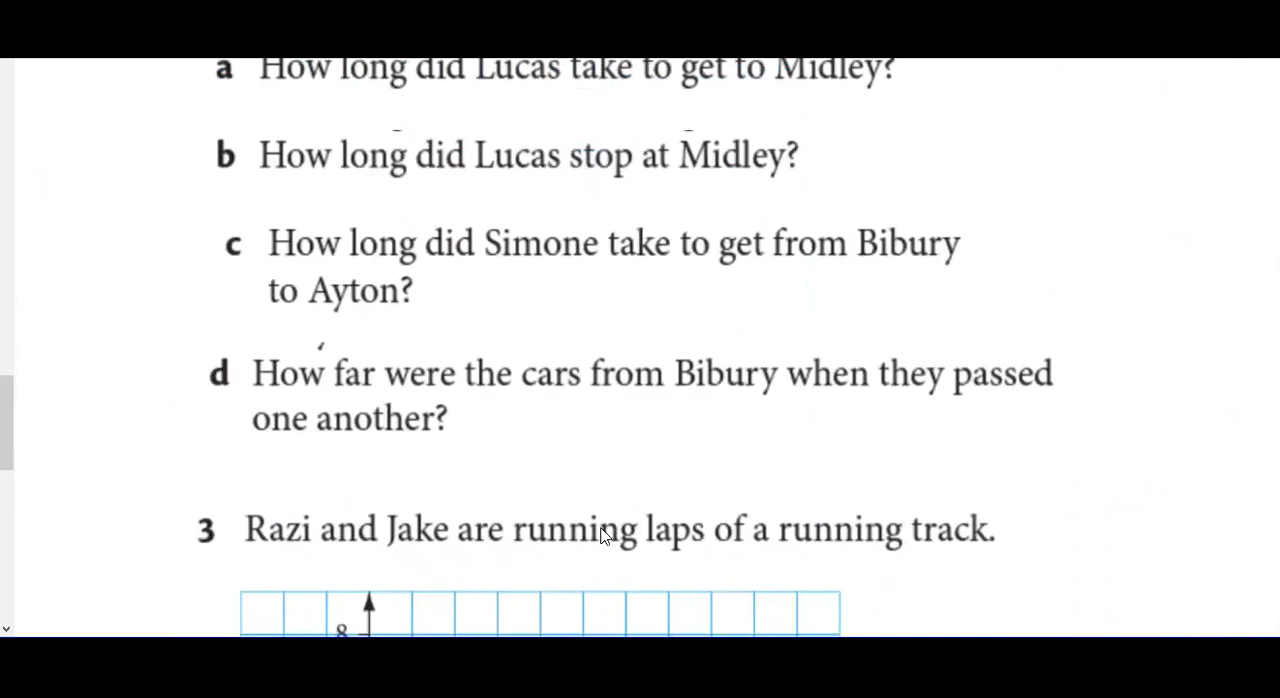 a How long did Lucas take to get to Midley?
b How long did Lucas stop at Midley?
c How long did Simone take to get from Bibury
to Ayton?
d How far were the cars from Bibury when they passed
one another?
3 Razi and Jake are running laps of a running track.
8